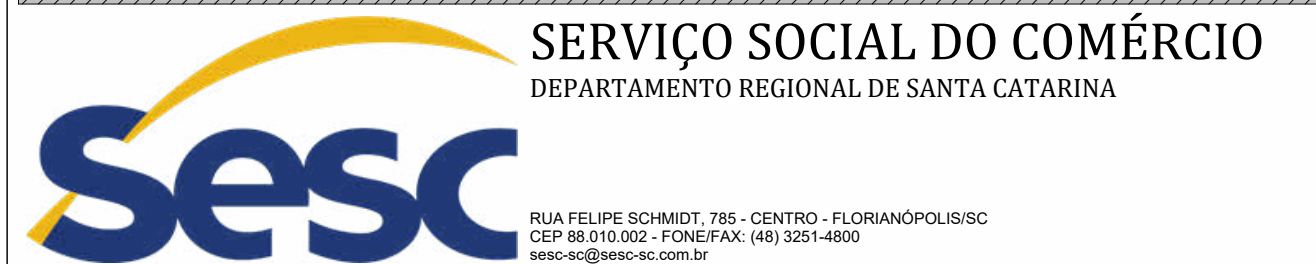 Sesc
SERVIÇO SOCIAL DO COMÉRCIO
DEPARTAMENTO REGIONAL DE SANTA CATARINA
RUA FELIPE SCHMIDT, 785 - CENTRO - FLORIANÓPOLIS/SC
CEP 88.010.002 - FONE/FAX: (48) 3251-4800
sesc-sc@sesc-sc.com.br